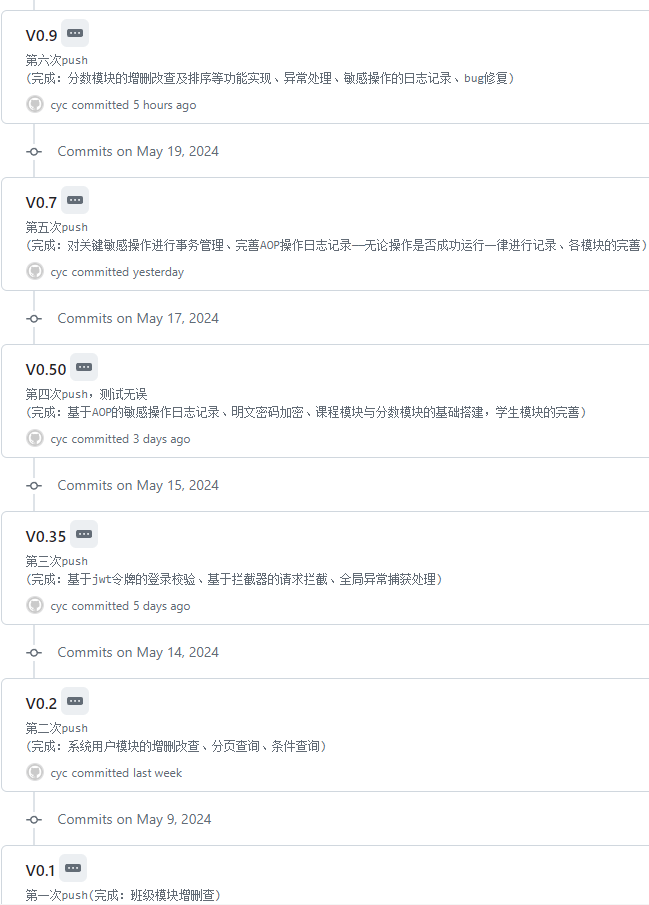 V0.9
第六次push
(完成：分数模块的增删改查及排序等功能实现、异常处理、敏感操作的日志记录、bug修复)
cyc committed 5 hours ago
Commits on May 19, 2024
V0.7
第五次push
(完成：对关键敏感操作进行事务管理、完善AOP操作日志记录——无论操作是否成功运行一律进行记录、各模块的完善)
cyc committed yesterday
Commits on May 17, 2024
V0.50
第四次push，测试无误
(完成：基于AOP的敏感操作日志记录、明文密码加密、课程模块与分数模块的基础搭建，学生模块的完善)
cyc committed 3 days ago
Commits on May 15, 2024
V0.35
第三次push
(完成：基于jwt令牌的登录校验、基于拦截器的请求拦截、全局异常捕获处理)
cyc committed 5 days ago
Commits on May 14, 2024
V0.2
第二次push
(完成：系统用户模块的增删改查、分页查询、条件查询)
cyc committed last week
Commits on May 9, 2024
V0.1
第一次push(完成：班级模块增删查)